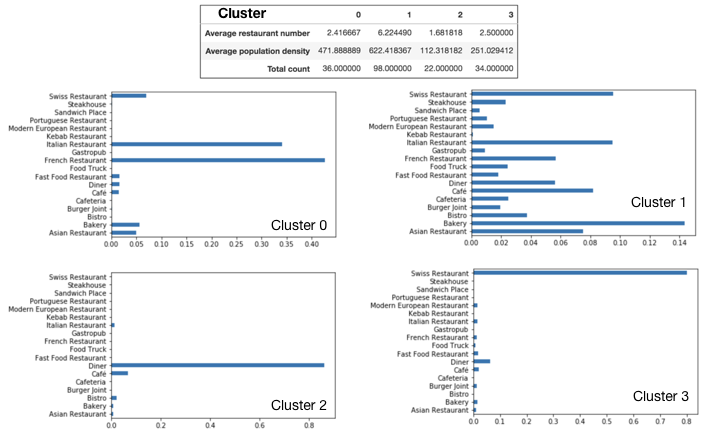 Cluster 0 1 2 3
Average restaurant number 2.416667 6.224490 1.681818 2.500000
Average population density 471.888889 622.418367 112.318182 251.029412
Total count 36.000000 98.000000 22.000000 34.000000
Swiss Restaurant
Steakhouse
Sandwich Place
Portuguese Restaurant
Modern European Restaurant
Kebab Restaurant
Italian Restaurant
Gastropub
French Restaurant
Food Truck
Fast Food Restaurant
Diner
Café
Cafeteria
Burger Joint
Bistro
Bakery
Asian Restaurant
Cluster 0
0.00 0.05 0.10 0.15 0.20 0.25 0.30 0.35 0.40
Swiss Restaurant
Steakhouse
Sandwich Place
Portuguese Restaurant
Modern European Restaurant
Kebab Restaurant
Italian Restaurant
Gastropub
French Restaurant
Food Truck
Fast Food Restaurant
Diner
Café
Cafeteria
Burger Joint
Bistro
Bakery
Asian Restaurant
Cluster 1
0.00 0.02 0.04 0.06 0.08 0.10 0.12 0.14
Swiss Restaurant
Steakhouse
Sandwich Place
Portuguese Restaurant
Modern European Restaurant
Kebab Restaurant
Italian Restaurant
Gastropub
French Restaurant
Food Truck
Fast Food Restaurant
Diner
Café
Cafeteria
Burger Joint
Bistro
Bakery
Asian Restaurant
Cluster 2
0.0 0.2 0.4 0.6 0.8
Swiss Restaurant
Steakhouse
Sandwich Place
Portuguese Restaurant
Modern European Restaurant
Kebab Restaurant
Italian Restaurant
Gastropub
French Restaurant
Food Truck
Fast Food Restaurant
Diner
Café
Cafeteria
Burger Joint
Bistro
Bakery
Asian Restaurant
Cluster 3
0.0 0.1 0.2 0.3 0.4 0.5 0.6 0.7 0.8